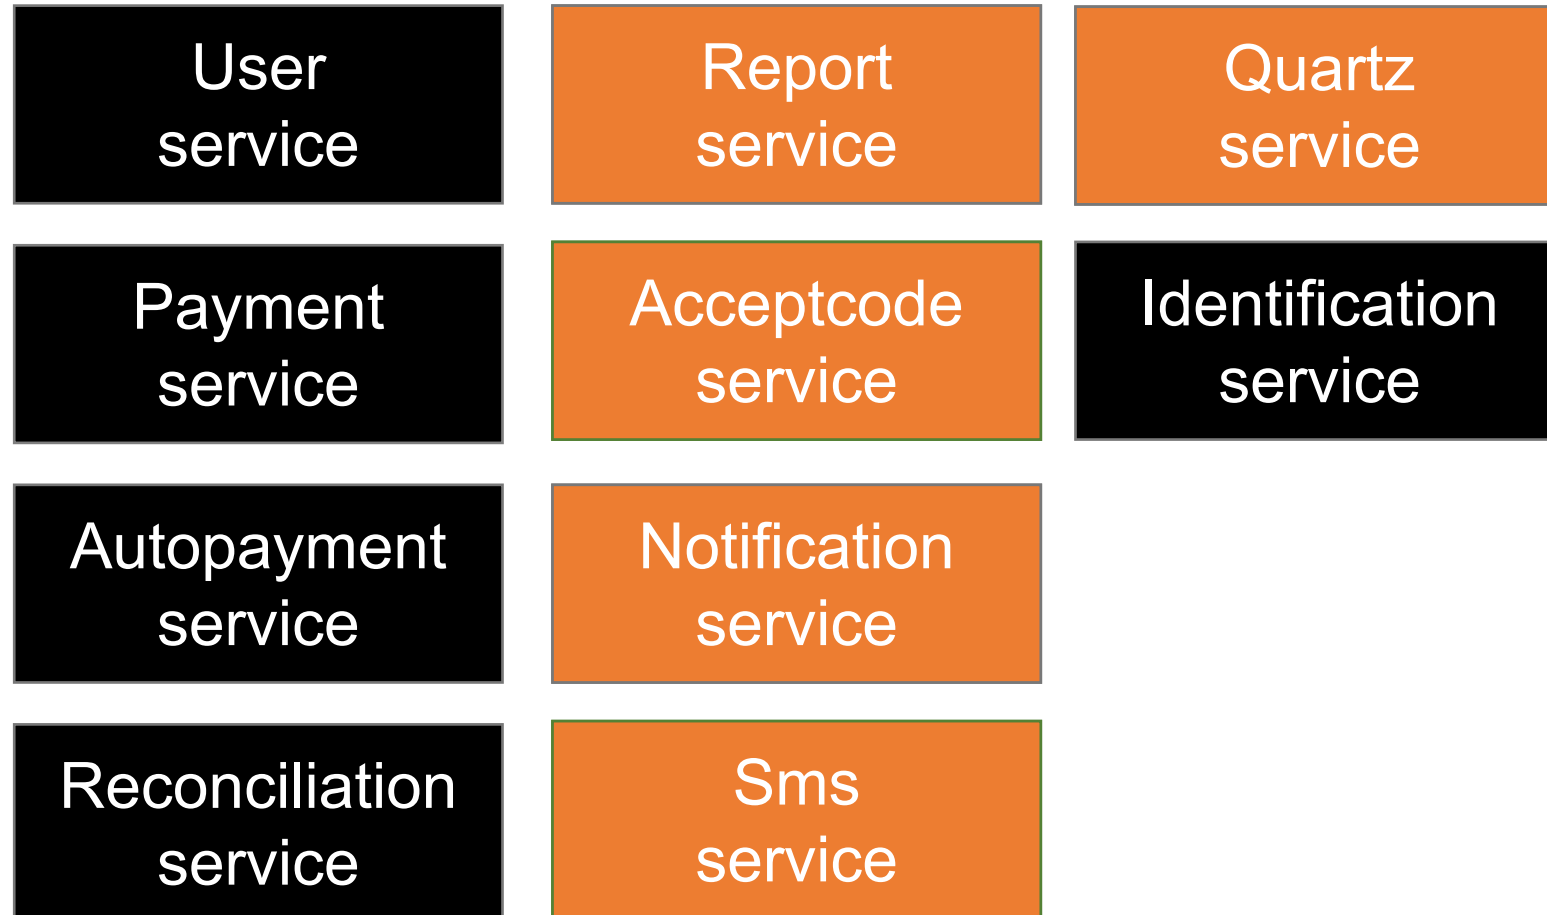 User
service
Report
service
Quartz
service
Payment
service
Acceptcode
service
Identification
service
Autopayment
service
Notification
service
Reconciliation
service
Sms
service